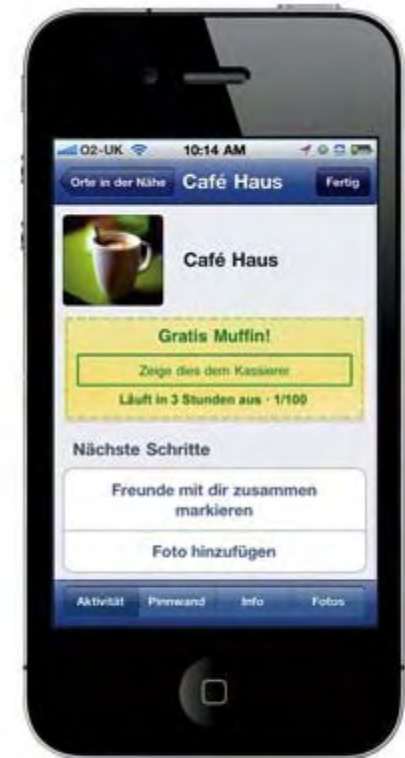 O2-UK 10:14 AM
Orte in der Nähe Café Haus Fertig
Café Haus
Gratis Muffin!
Zeige dies dem Kassierer
Läuft in 3 Stunden aus · 1/100
Nächste Schritte
Freunde mit dir zusammen
markieren
Foto hinzufügen
Aktivität Pinnwand Info Fotos